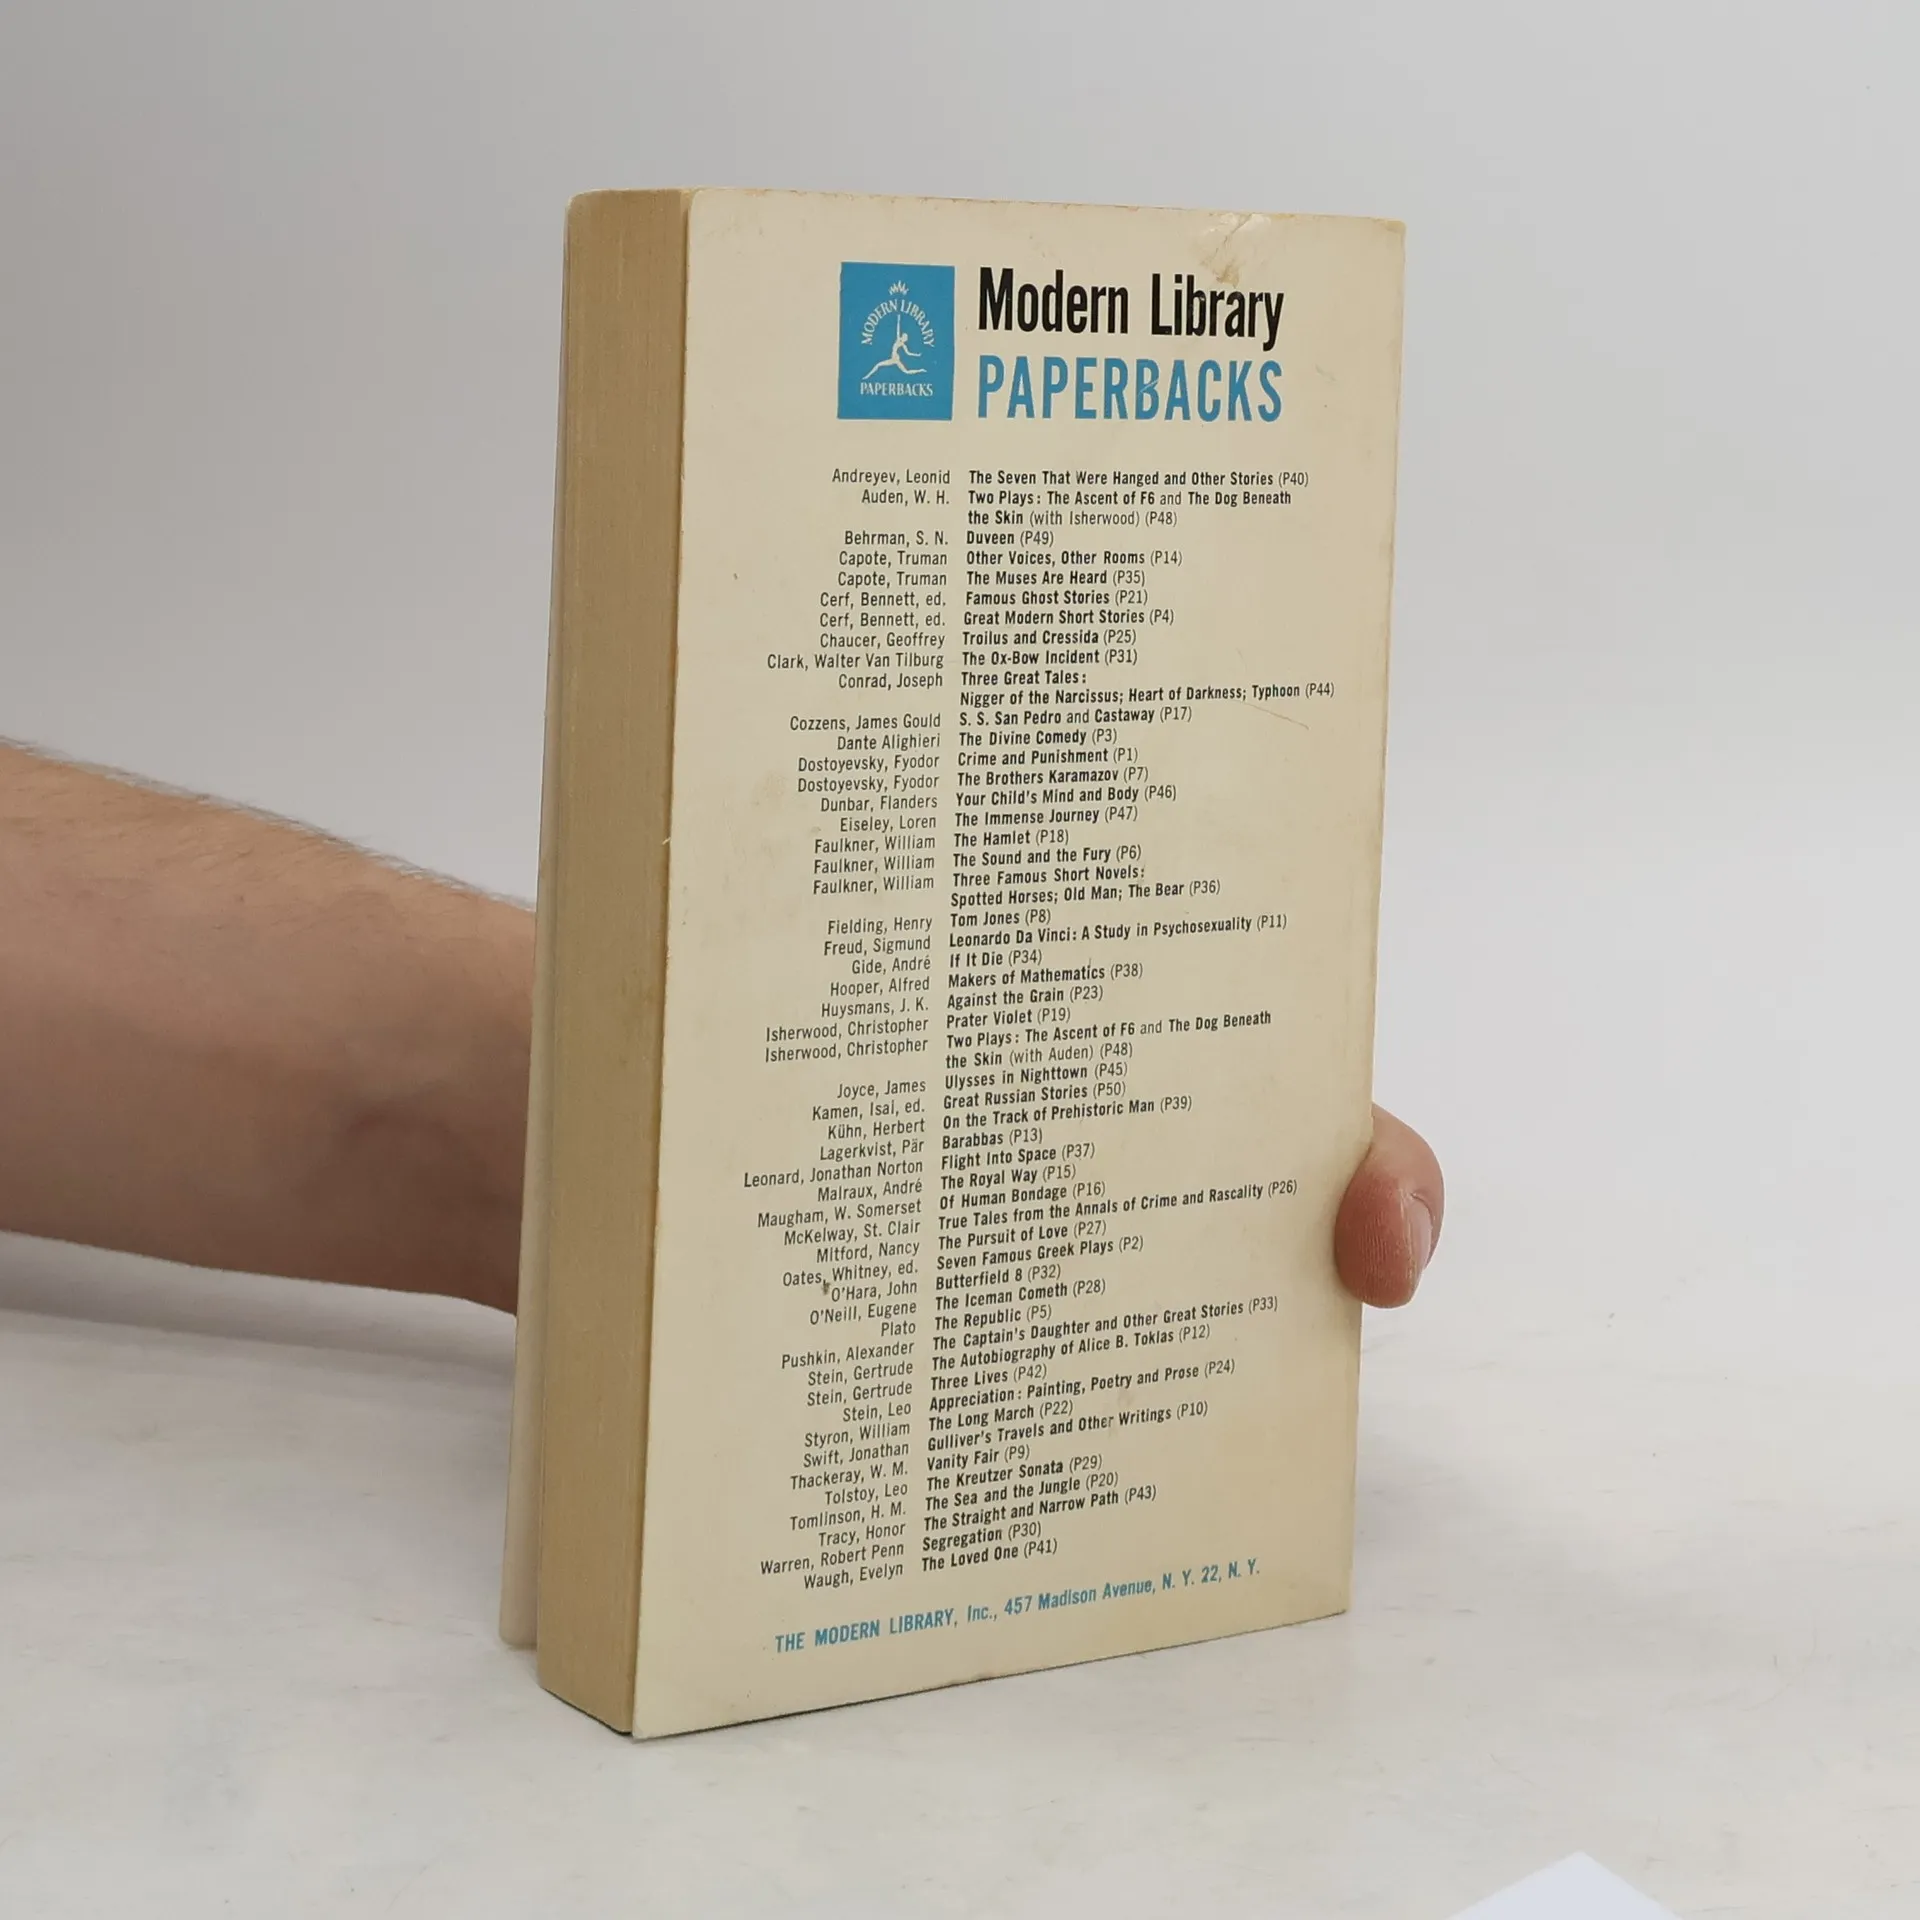 MODERN LIBRARY
PAPERBACKS
Modern Library
PAPERBACKS
Andreyev, Leonid The Seven That Were Hanged and Other Stories (P40)
Auden, W. H. Two Plays: The Ascent of F6 and The Dog Beneath
the Skin (with Isherwood) (P48)
Behrman, S. N. Duveen (P49)
Capote, Truman Other Voices, Other Rooms (P14)
Capote, Truman The Muses Are Heard (P35)
Cerf, Bennett, ed. Famous Ghost Stories (P21)
Cerf, Bennett, ed. Great Modern Short Stories (P4)
Chaucer, Geoffrey Troilus and Cressida (P25)
Clark, Walter Van Tilburg The Ox-Bow Incident (P31)
Conrad, Joseph Three Great Tales:
Nigger of the Narcissus; Heart of Darkness; Typhoon (P44)
Cozzens, James Gould S. S. San Pedro and Castaway (P17)
Dante Alighieri The Divine Comedy (P3)
Dostoyevsky, Fyodor Crime and Punishment (P1)
Dostoyevsky, Fyodor The Brothers Karamazov (P7)
Dunbar, Flanders Your Child's Mind and Body (P46)
Eiseley, Loren The Immense Journey (P47)
Faulkner, William The Hamlet (P18)
Faulkner, William The Sound and the Fury (P6)
Faulkner, William Three Famous Short Novels:
Spotted Horses; Old Man; The Bear (P36)
Fielding, Henry Tom Jones (P8)
Freud, Sigmund Leonardo Da Vinci: A Study in Psychosexuality (P11)
Gide, André If It Die (P34)
Hooper, Alfred Makers of Mathematics (P38)
Huysmans, J. K. Against the Grain (P23)
Isherwood, Christopher Prater Violet (P19)
Isherwood, Christopher Two Plays: The Ascent of F6 and The Dog Beneath
the Skin (with Auden) (P48)
Joyce, James Ulysses in Nighttown (P45)
Kamen, Isai, ed. Great Russian Stories (P50)
Kühn, Herbert On the Track of Prehistoric Man (P39)
Lagerkvist, Pär Barabbas (P13)
Leonard, Jonathan Norton Flight Into Space (P37)
Malraux, André The Royal Way (P15)
Maugham, W. Somerset Of Human Bondage (P16)
McKelway, St. Clair True Tales from the Annals of Crime and Rascality (P26)
Mitford, Nancy The Pursuit of Love (P27)
Oates, Whitney, ed. Seven Famous Greek Plays (P2)
O'Hara, John Butterfield 8 (P32)
O'Neill, Eugene The Iceman Cometh (P28)
Plato The Republic (P5)
Pushkin, Alexander The Captain's Daughter and Other Great Stories (P33)
Stein, Gertrude The Autobiography of Alice B. Toklas (P12)
Stein, Gertrude Three Lives (P42)
Stein, Leo Appreciation: Painting, Poetry and Prose (P24)
Styron, William The Long March (P22)
Swift, Jonathan Gulliver's Travels and Other Writings (P10)
Thackeray, W. M. Vanity Fair (P9)
Tolstoy, Leo The Kreutzer Sonata (P29)
Tomlinson, H. M. The Sea and the Jungle (P20)
Tracy, Honor The Straight and Narrow Path (P43)
Warren, Robert Penn Segregation (P30)
Waugh, Evelyn The Loved One (P41)
THE MODERN LIBRARY, Inc., 457 Madison Avenue, N. Y. 22, N. Y.